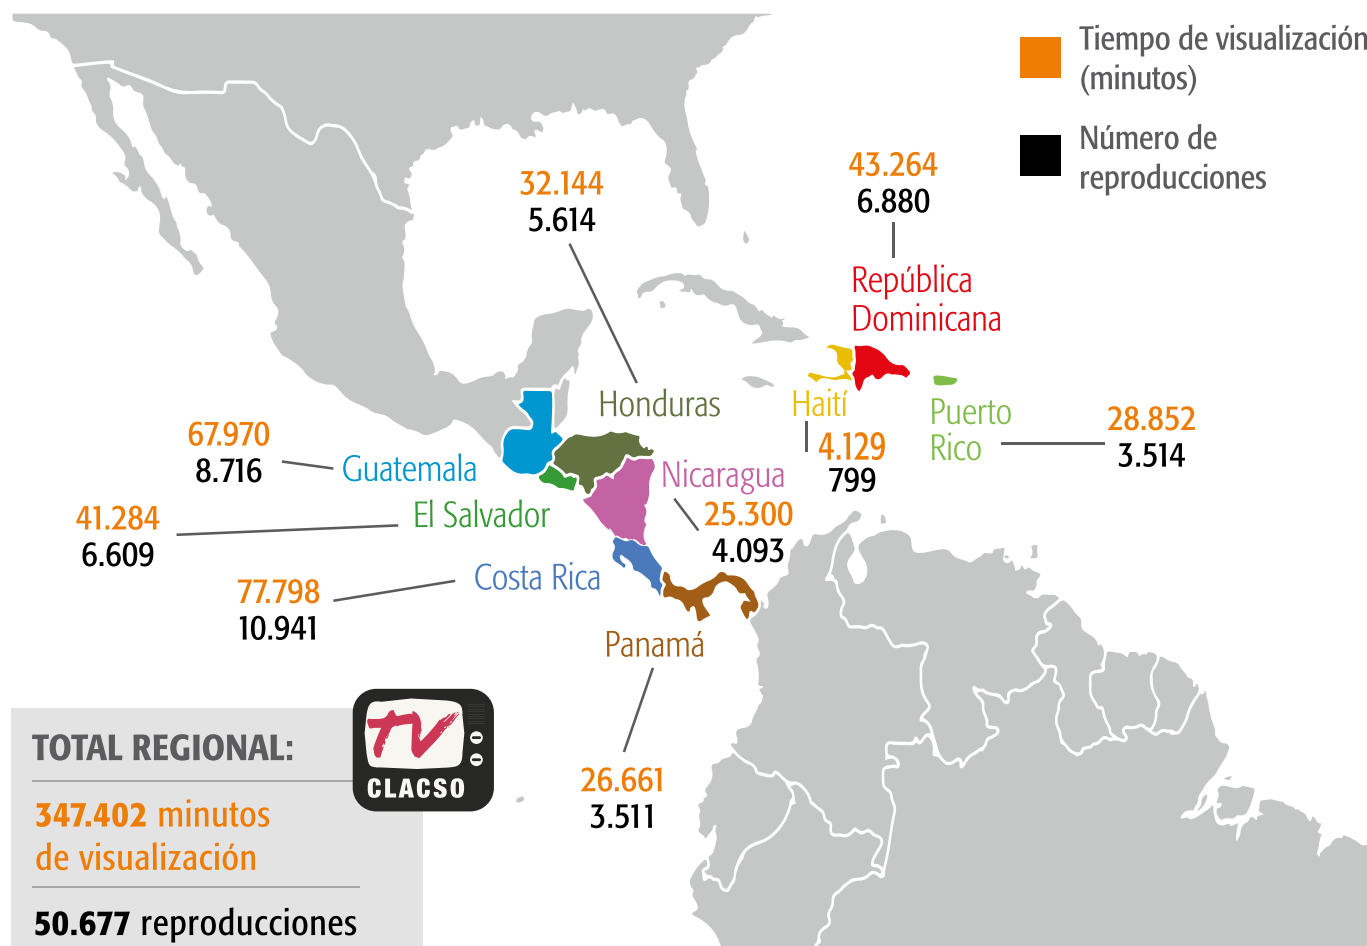 Tiempo de visualización
(minutos)
Número de
reproducciones
43.264
6.880
República
Dominicana
32.144
5.614
Honduras
Haití
4.129
799
Puerto
Rico
28.852
3.514
67.970
8.716
Guatemala
Nicaragua
25.300
4.093
41.284
6.609
El Salvador
77.798
10.941
Costa Rica
Panamá
26.661
3.511
TOTAL REGIONAL:
347.402 minutos
de visualización
50.677 reproducciones
TV
CLACSO